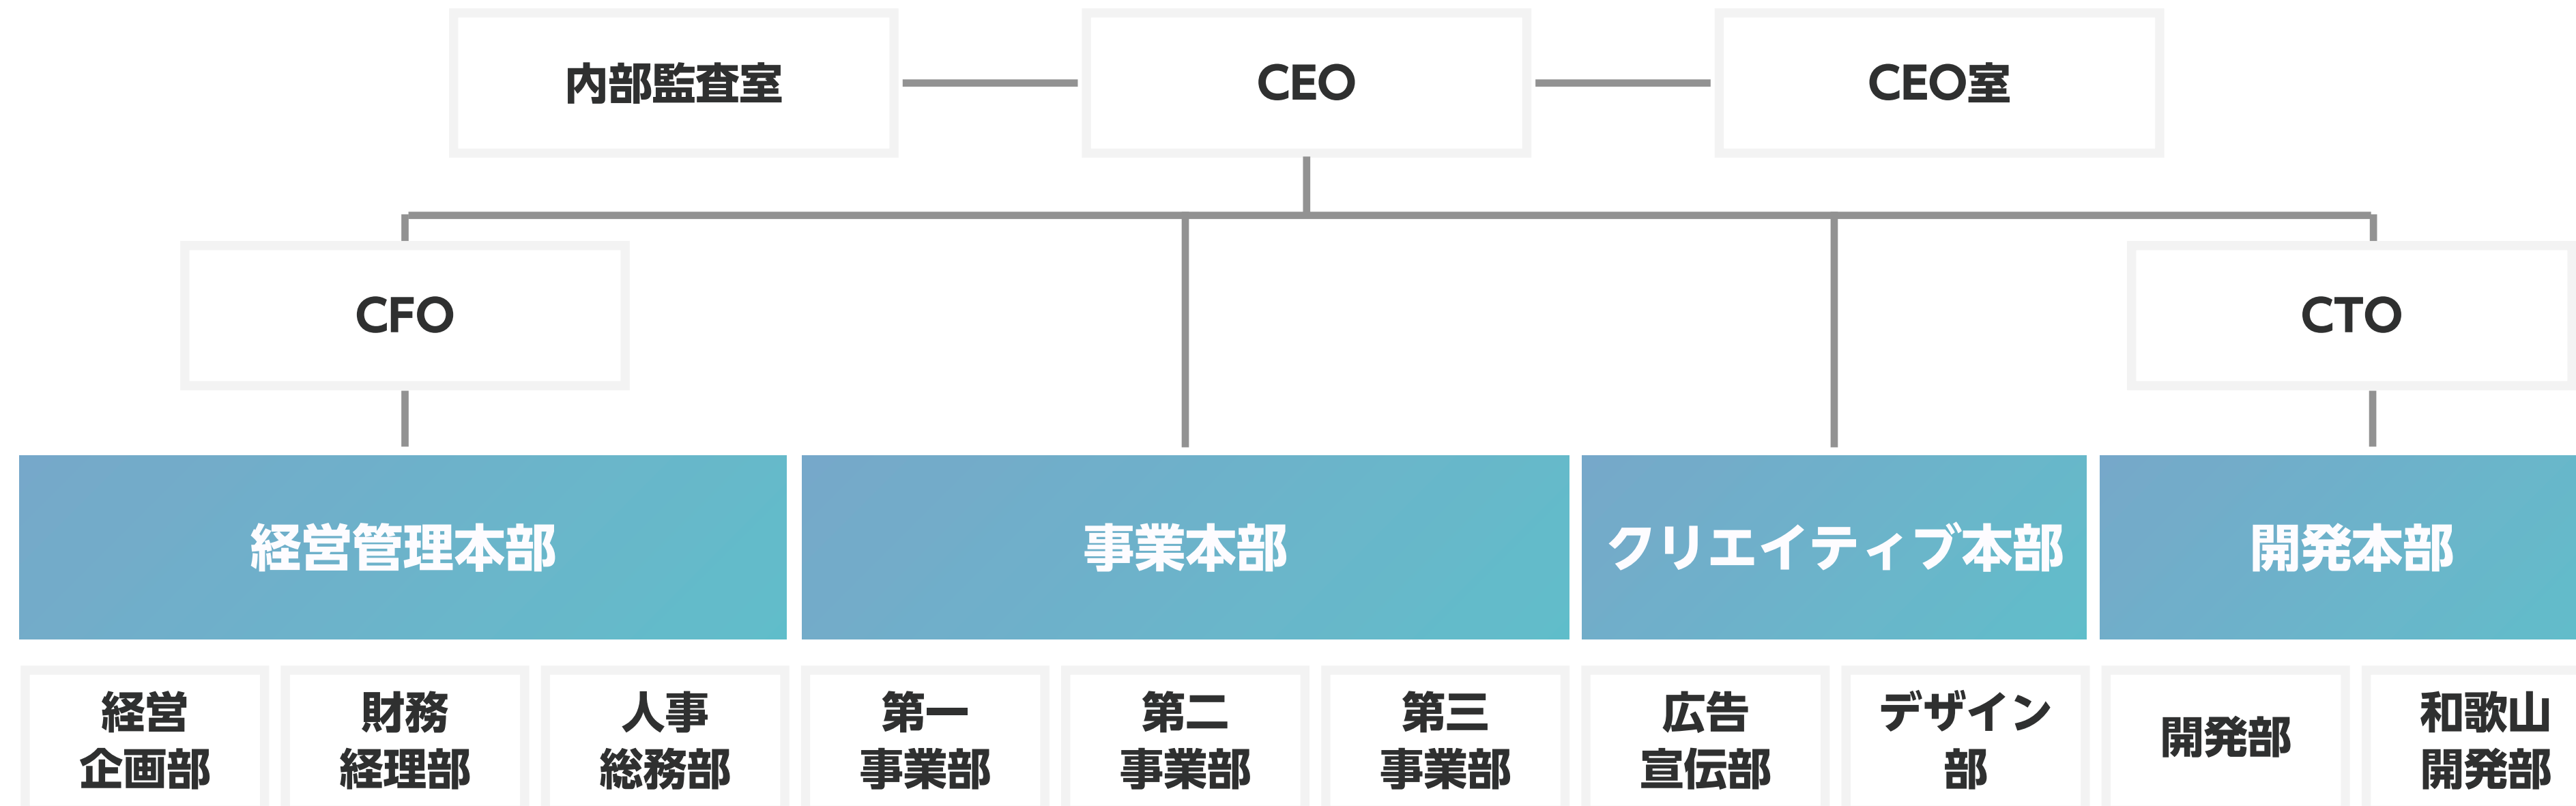 内部監査室
CEO
CEO室
CFO
CTO
経営管理本部
事業本部
クリエイティブ本部
開発本部
経営
企画部
財務
経理部
人事
総務部
第一
事業部
第二
事業部
第三
事業部
広告
宣伝部
デザイン
部
開発部
和歌山
開発部